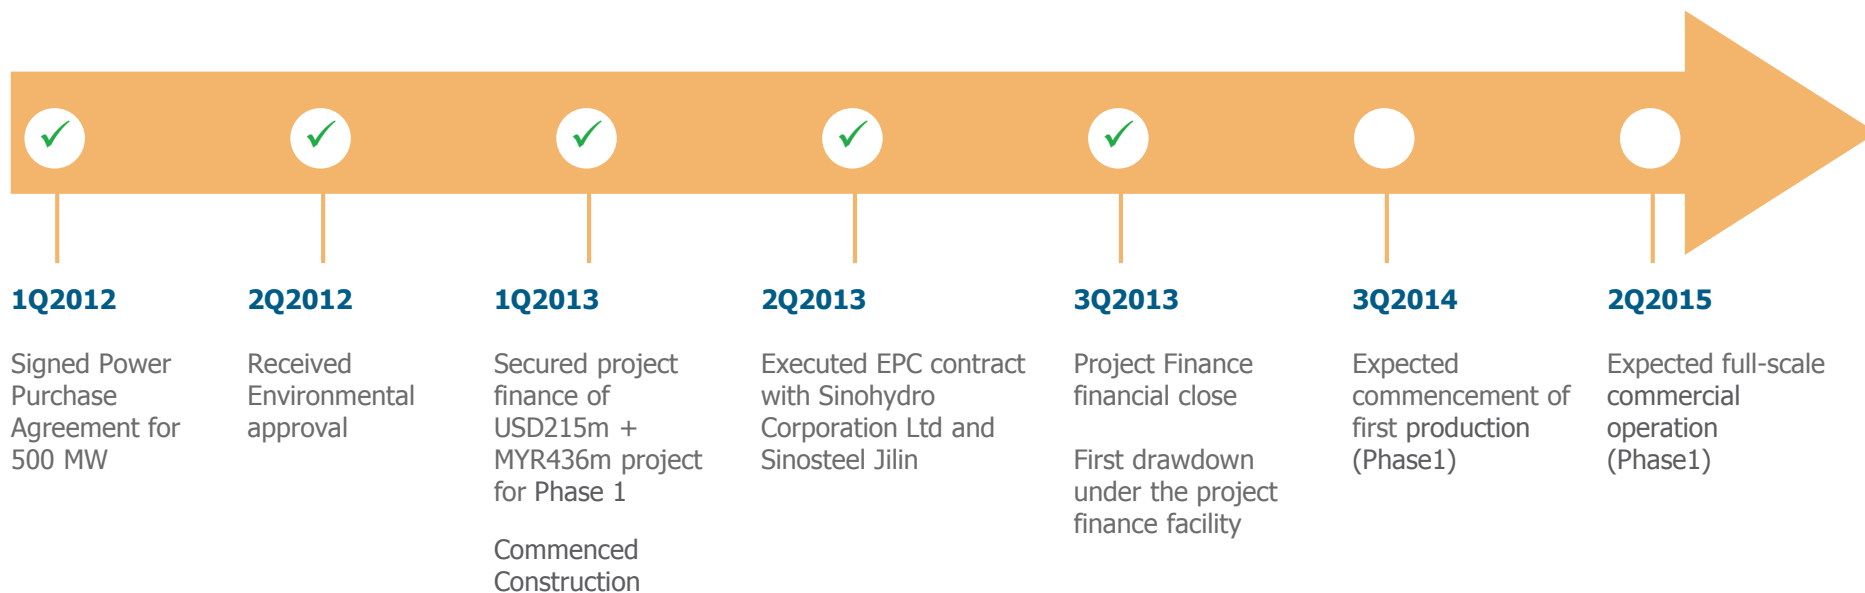 1Q2012
Signed Power
Purchase
Agreement for
500 MW
2Q2012
Received
Environmental
approval
1Q2013
Secured project
finance of
USD215m +
MYR436m project
for Phase 1
Commenced
Construction
2Q2013
Executed EPC contract
with Sinohydro
Corporation Ltd and
Sinosteel Jilin
3Q2013
Project Finance
financial close
First drawdown
under the project
finance facility
3Q2014
Expected
commencement of
first production
(Phase1)
2Q2015
Expected full-scale
commercial
operation
(Phase1)